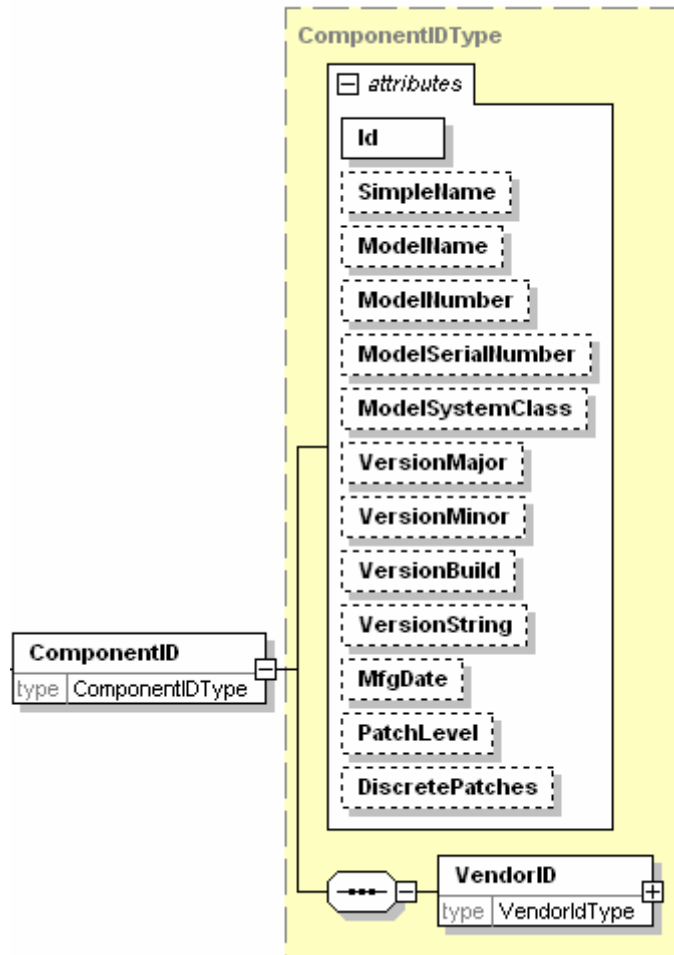 ComponentIDType
attributes
Id
SimpleName
ModelName
ModelNumber
ModelSerialNumber
ModelSystemClass
VersionMajor
VersionMinor
VersionBuild
VersionString
MfgDate
PatchLevel
DiscretePatches
ComponentID
type ComponentIDType
VendorID
type VendorIdType